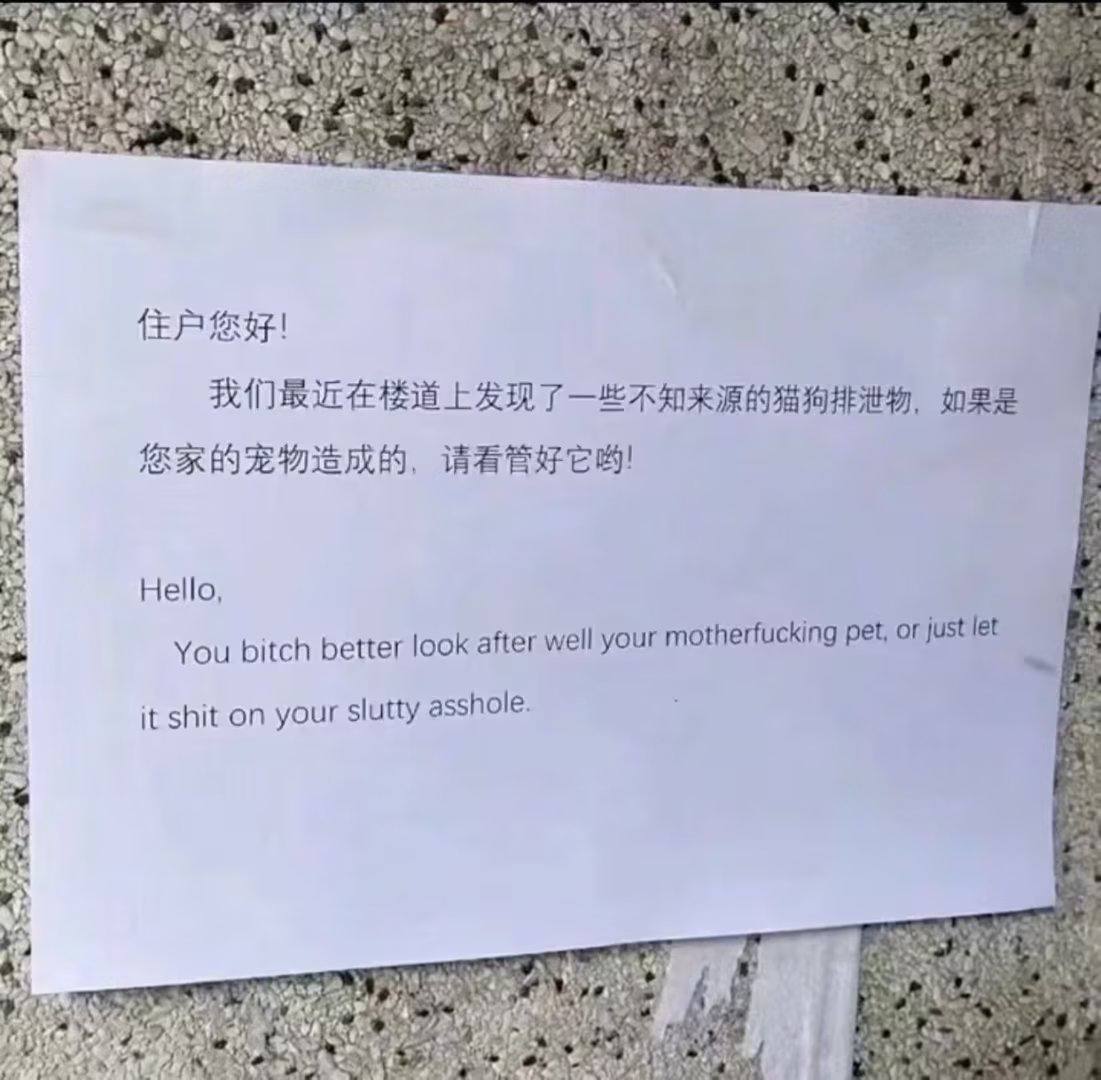 住户您好！
我们最近在楼道上发现了一些不知来源的猫狗排泄物，如果是
您家的宠物造成的，请看管好它哟！
Hello,
You bitch better look after well your motherfucking pet, or just let
it shit on your slutty asshole.